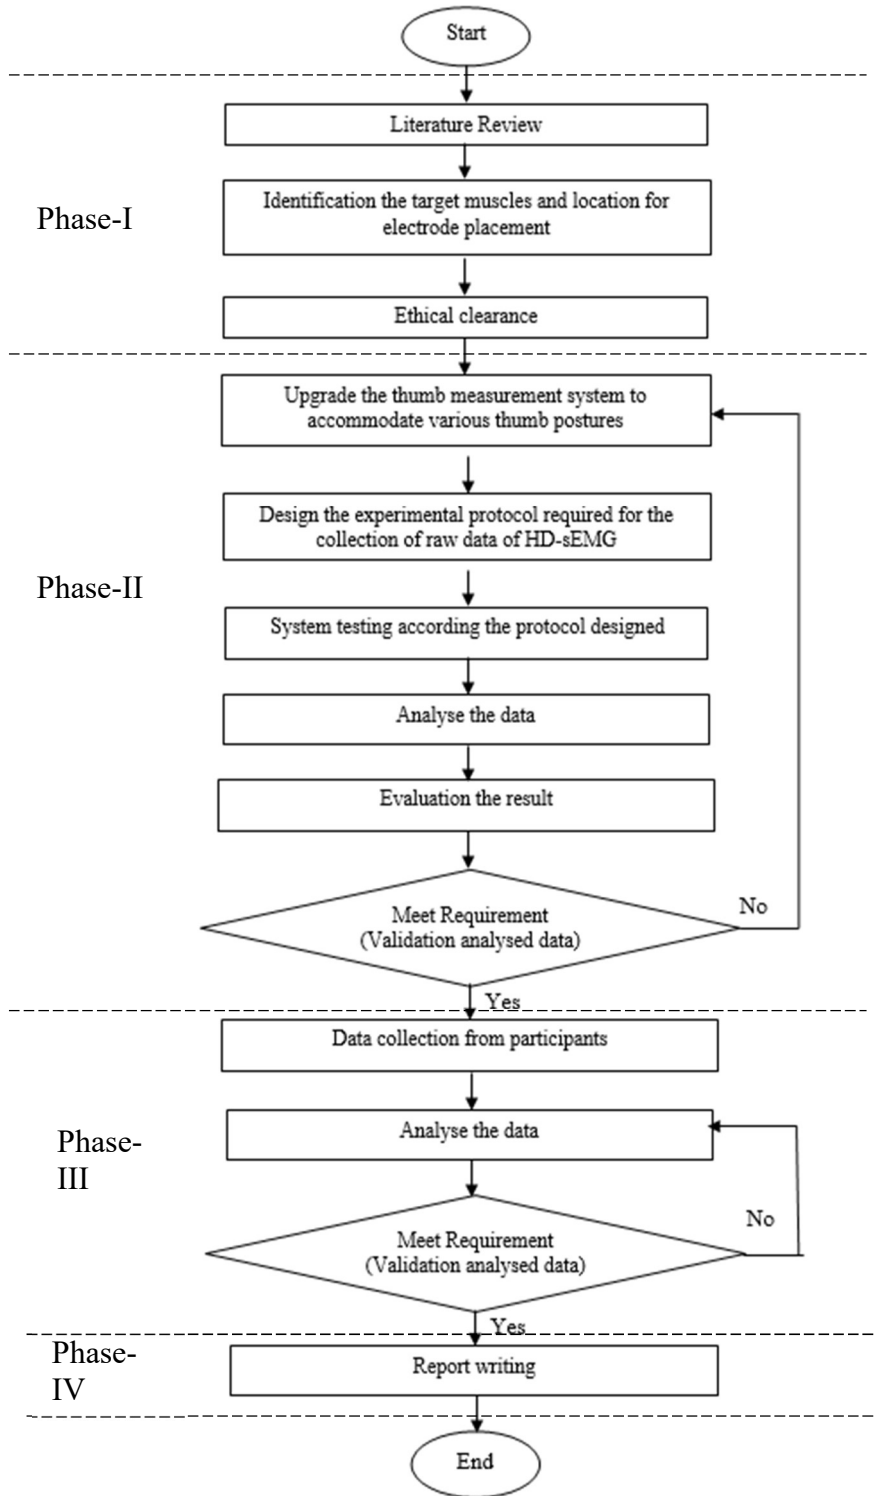 Start
Literature Review
Phase-I
Identification the target muscles and location for
electrode placement
Ethical clearance
Upgrade the thumb measurement system to
accommodate various thumb postures
Design the experimental protocol required for the
collection of raw data of HD-sEMG
Phase-II
System testing according the protocol designed
Analyse the data
Evaluation the result
Meet Requirement
(Validation analysed data)
No
Yes
Data collection from participants
Phase-
III
Analyse the data
Meet Requirement
(Validation analysed data)
No
Yes
Phase-
IV
Report writing
End